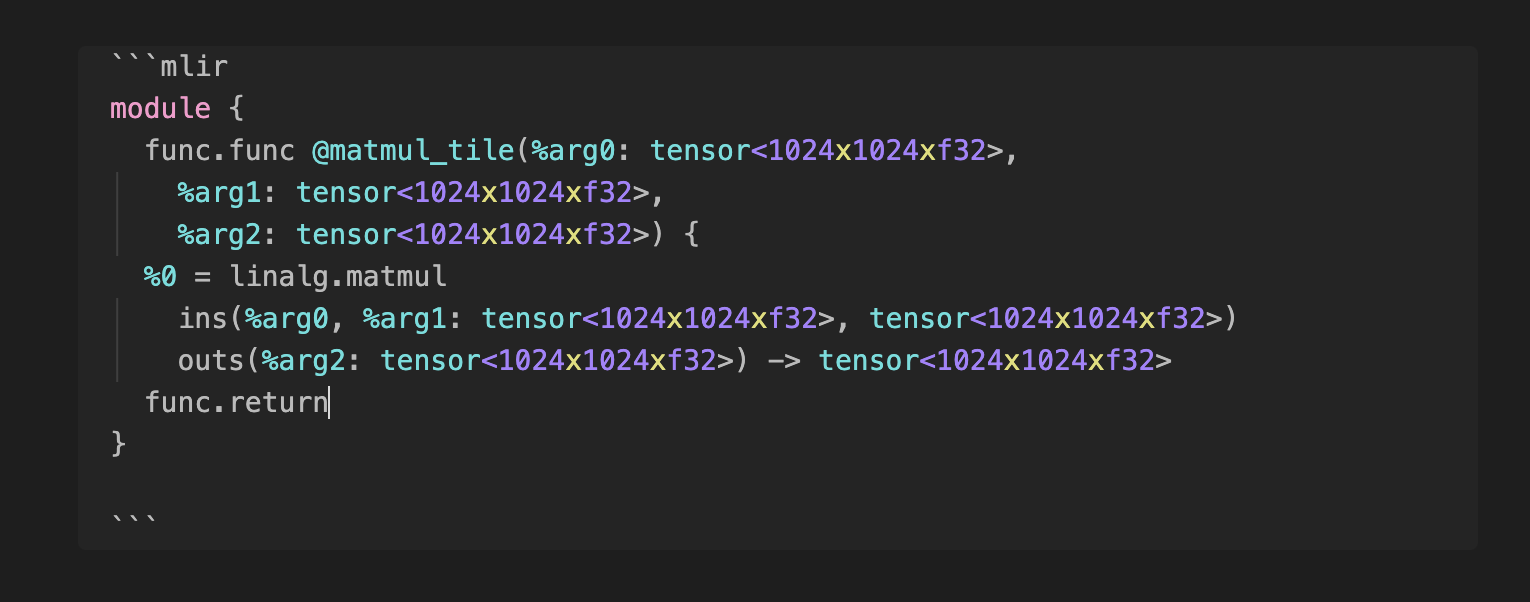 ```mlir
module {
  func.func @matmul_tile(%arg0: tensor<1024x1024xf32>,
    %arg1: tensor<1024x1024xf32>,
    %arg2: tensor<1024x1024xf32>) {
  %0 = linalg.matmul
    ins(%arg0, %arg1: tensor<1024x1024xf32>, tensor<1024x1024xf32>)
    outs(%arg2: tensor<1024x1024xf32>) -> tensor<1024x1024xf32>
  func.return
}

```